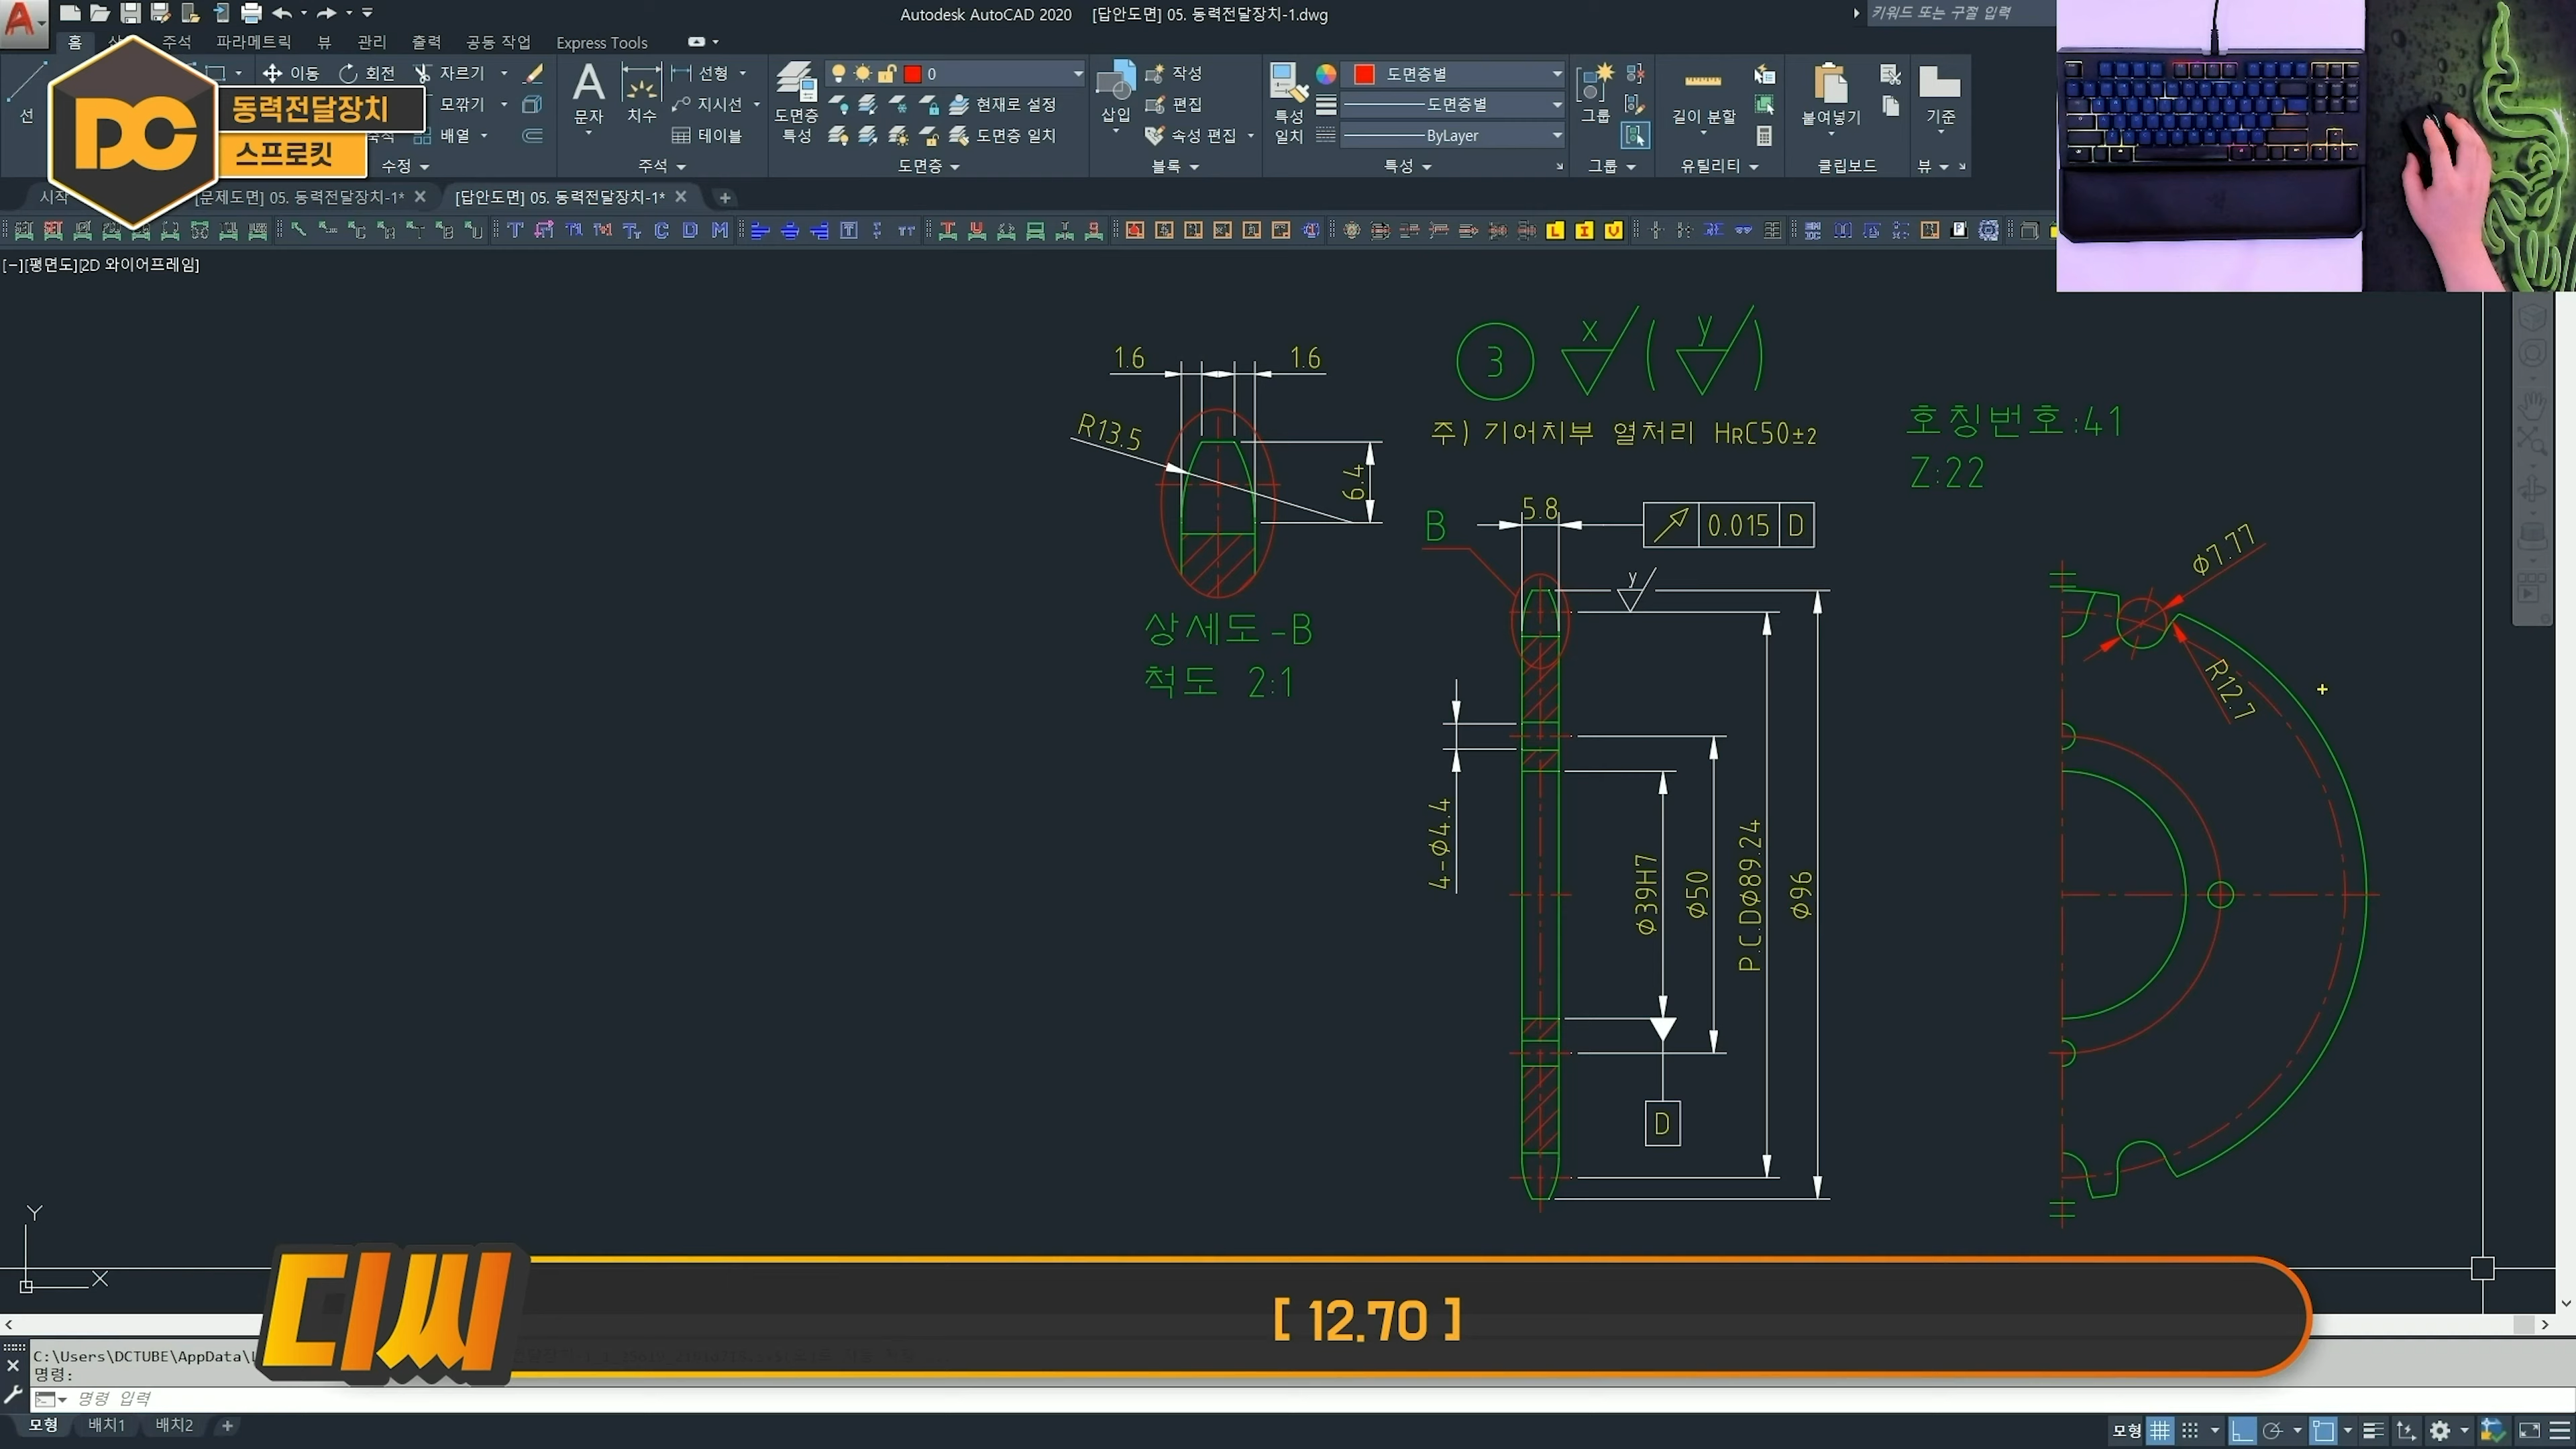 Autodesk AutoCAD 2020 [답안도면] 05. 동력전달장치-1.dwg
키워드 또는 구절 입력
홈 주석 파라메트릭 뷰 관리 출력 공동 작업 Express Tools
DC
동력전달장치
스프로킷
선
이동 회전 자르기
모깎기
배열
수정
문자
치수
선형
지시선
테이블
주석
도면층
특성
0
현재로 설정
도면층 일치
도면층
삽입
작성
편집
속성 편집
블록
특성
일치
도면층별
도면층별
ByLayer
특성
그룹
그룹
길이 분할
유틸리티
붙여넣기
클립보드
기준
뷰
시작 [문제도면] 05. 동력전달장치-1* [답안도면] 05. 동력전달장치-1*
[-][평면도][2D 와이어프레임]
1.6 1.6
R13.5
6.4
상세도-B
척도 2:1
3 x ( y )
주) 기어치부 열처리 HRC50±2
호칭번호:41
Z:22
B
5.8
0.015 D
y
4-Ø4.4
Ø39H7
Ø50
P.C.DØ89.24
Ø96
D
Ø7.77
R12.7
Y
X
디씨
[ 12.70 ]
C:\Users\DCTUBE\AppData\L
명령:
명령 입력
모형 배치1 배치2
모형